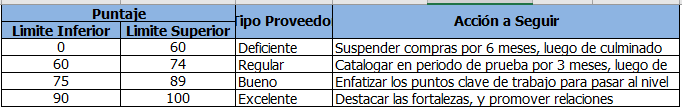 Puntaje Tipo Proveedo Acción a Seguir
Limite Inferior Limite Superior
0 60 Deficiente Suspender compras por 6 meses, luego de culminado
60 74 Regular Catalogar en periodo de prueba por 3 meses, luego de
75 89 Bueno Enfatizar los puntos clave de trabajo para pasar al nivel
90 100 Excelente Destacar las fortalezas, y promover relaciones